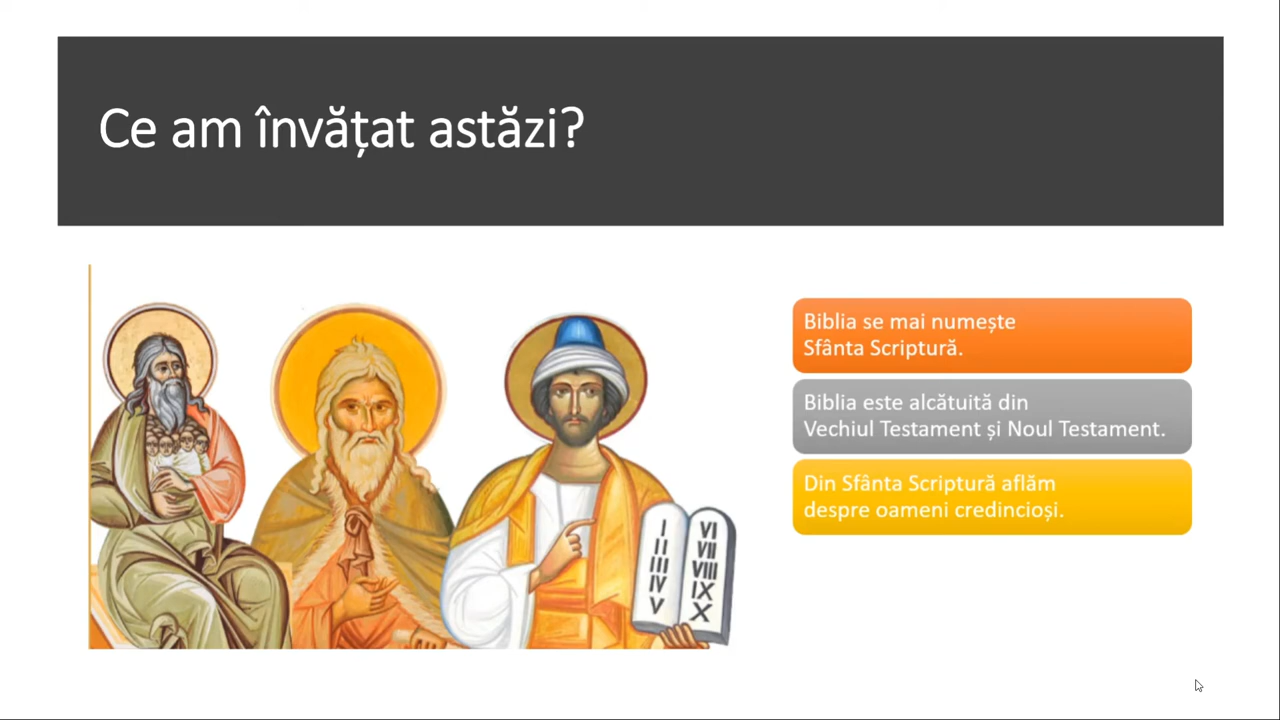 Ce am învățat astăzi?
Biblia se mai numește
Sfânta Scriptură.
Biblia este alcătuită din
Vechiul Testament și Noul Testament.
Din Sfânta Scriptură aflăm
despre oameni credincioși.
I VI
II VII
III VIII
IV IX
V X